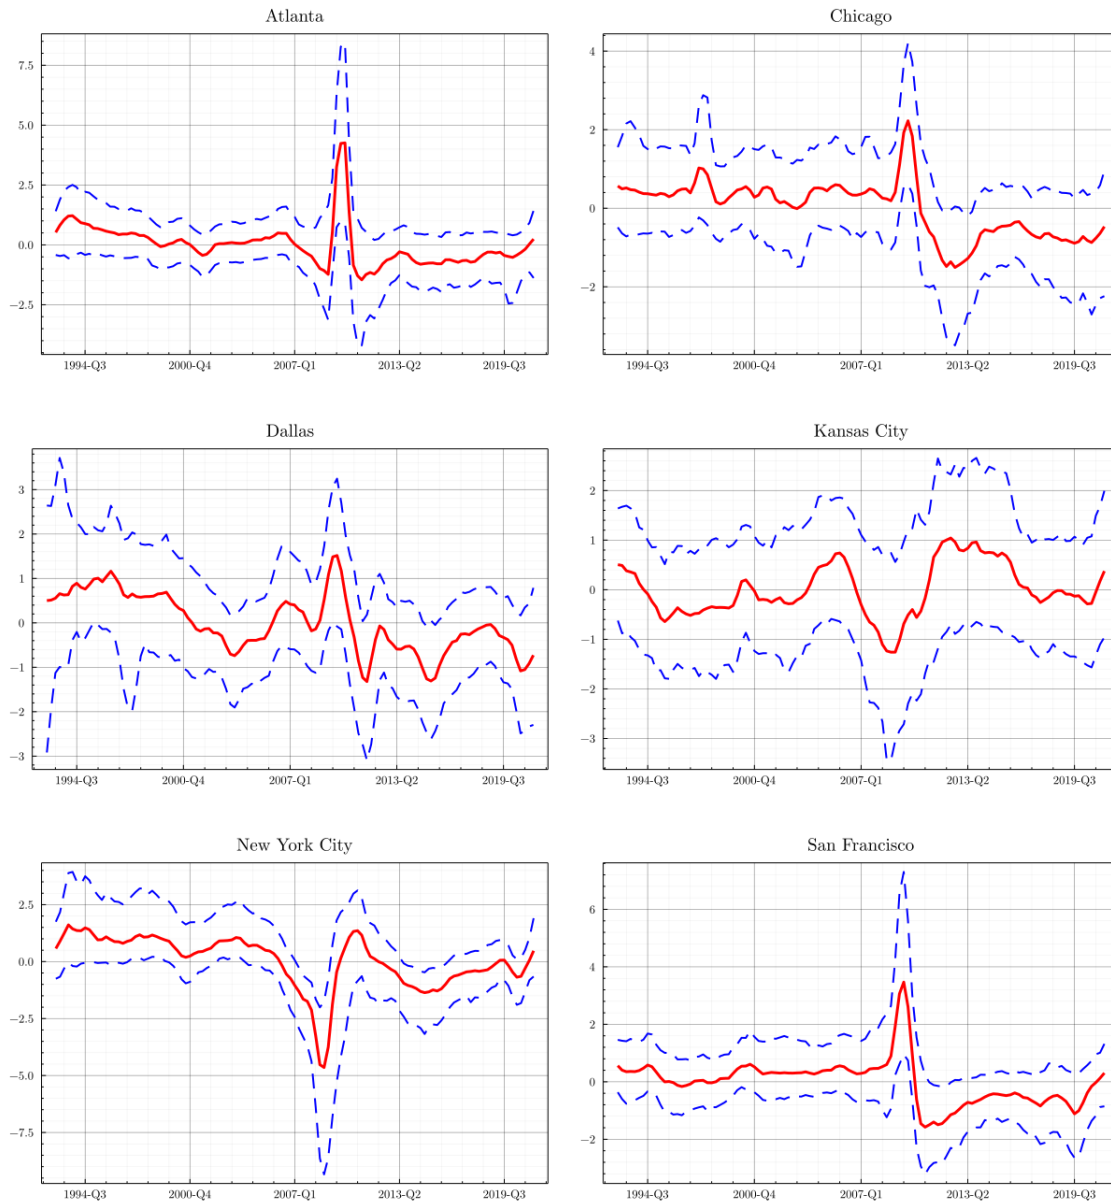 Atlanta
7.5
5.0
2.5
0.0
−2.5
1994-Q3 2000-Q4 2007-Q1 2013-Q2 2019-Q3
Chicago
4
2
0
−2
1994-Q3 2000-Q4 2007-Q1 2013-Q2 2019-Q3
Dallas
3
2
1
0
−1
−2
−3
1994-Q3 2000-Q4 2007-Q1 2013-Q2 2019-Q3
Kansas City
2
1
0
−1
−2
−3
1994-Q3 2000-Q4 2007-Q1 2013-Q2 2019-Q3
New York City
2.5
0.0
−2.5
−5.0
−7.5
1994-Q3 2000-Q4 2007-Q1 2013-Q2 2019-Q3
San Francisco
6
4
2
0
−2
1994-Q3 2000-Q4 2007-Q1 2013-Q2 2019-Q3